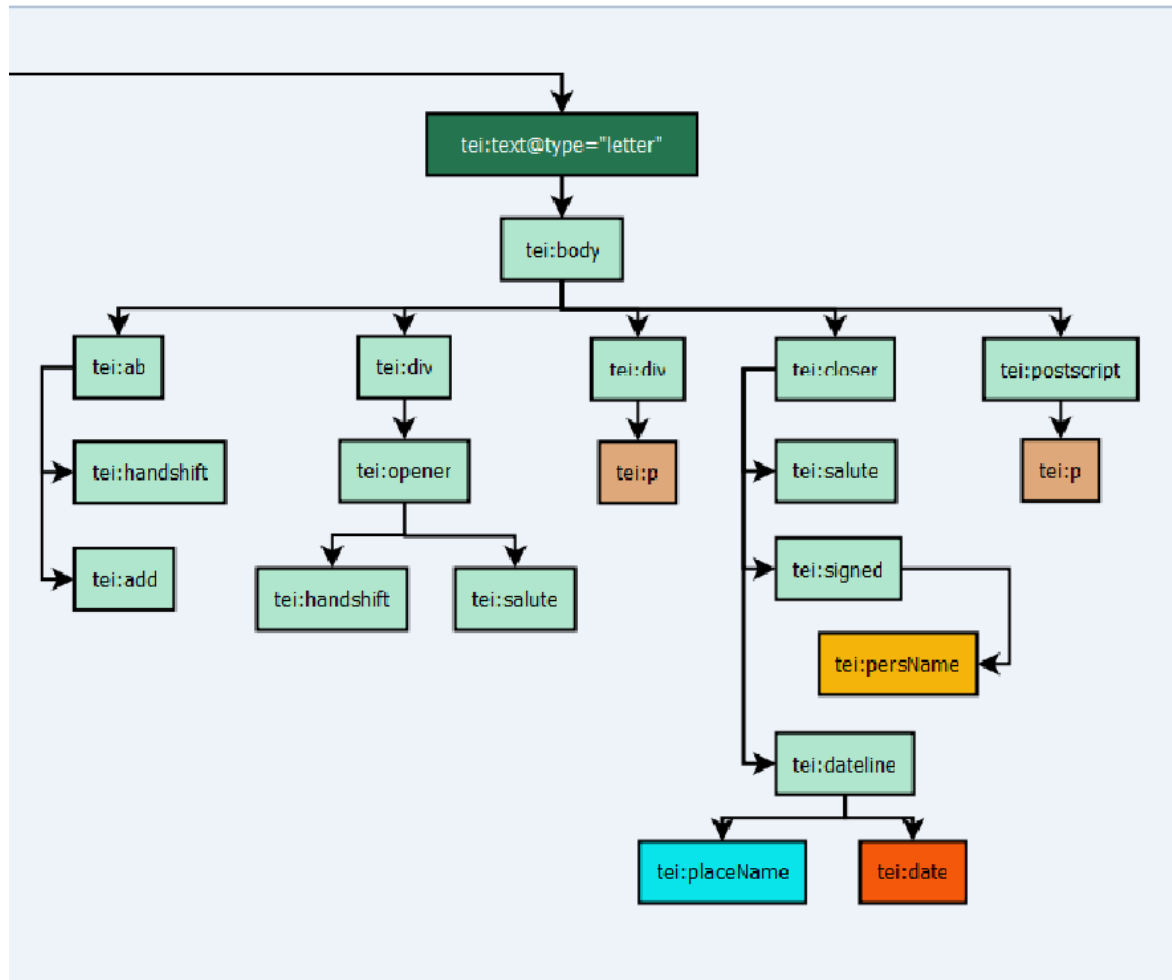 tei:text@type="letter"
tei:body
tei:ab
tei:div
tei:div
tei:closer
tei:postscript
tei:handshift
tei:opener
tei:p
tei:salute
tei:p
tei:add
tei:handshift
tei:salute
tei:signed
tei:persName
tei:dateline
tei:placeName
tei:date